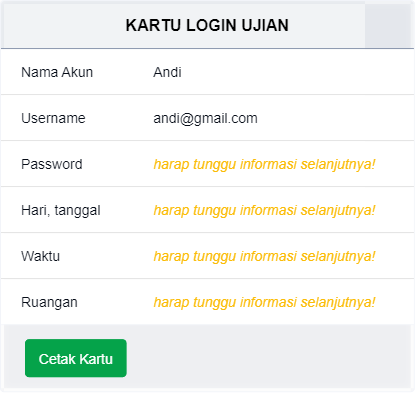 KARTU LOGIN UJIAN
Nama Akun Andi
Username andi@gmail.com
Password harap tunggu informasi selanjutnya!
Hari, tanggal harap tunggu informasi selanjutnya!
Waktu harap tunggu informasi selanjutnya!
Ruangan harap tunggu informasi selanjutnya!
Cetak Kartu